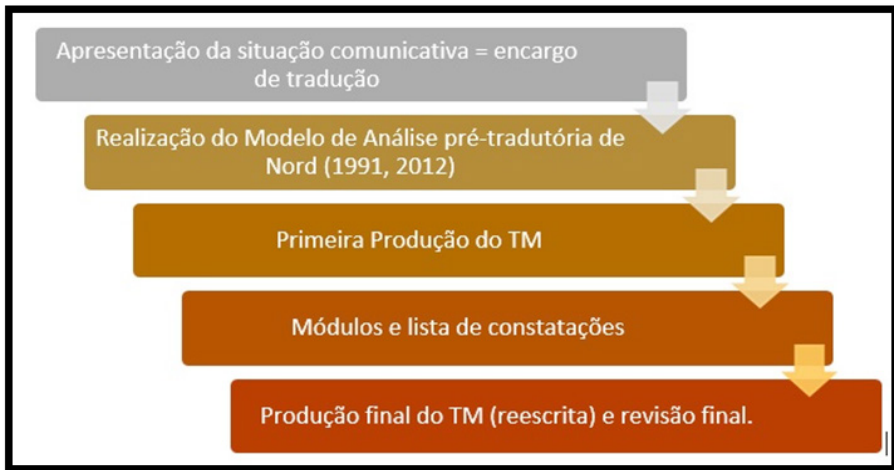 Apresentação da situação comunicativa = encargo
de tradução
Realização do Modelo de Análise pré-tradutória de
Nord (1991, 2012)
Primeira Produção do TM
Módulos e lista de constatações
Produção final do TM (reescrita) e revisão final.